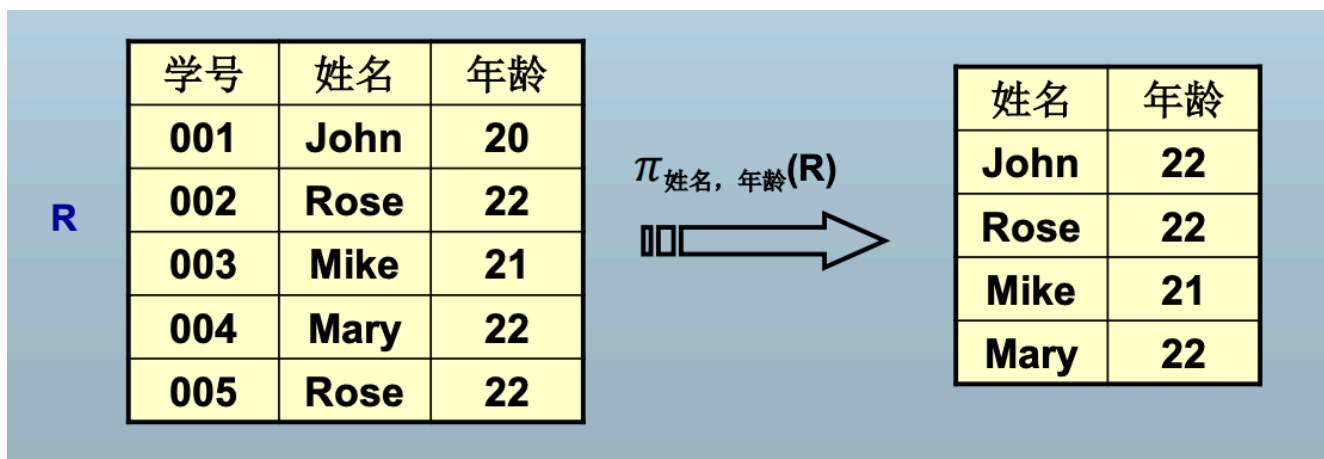 学号 姓名 年龄
001 John 20
002 Rose 22
003 Mike 21
004 Mary 22
005 Rose 22
R
π姓名，年龄(R)
姓名 年龄
John 22
Rose 22
Mike 21
Mary 22